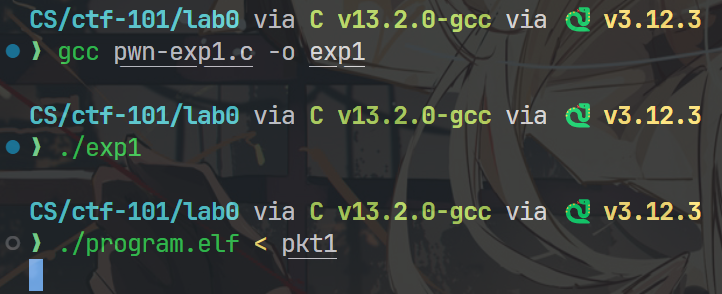 CS/ctf-101/lab0 via C v13.2.0-gcc via 🐍 v3.12.3
❱ gcc pwn-exp1.c -o exp1
CS/ctf-101/lab0 via C v13.2.0-gcc via 🐍 v3.12.3
❱ ./exp1
CS/ctf-101/lab0 via C v13.2.0-gcc via 🐍 v3.12.3
❱ ./program.elf < pkt1